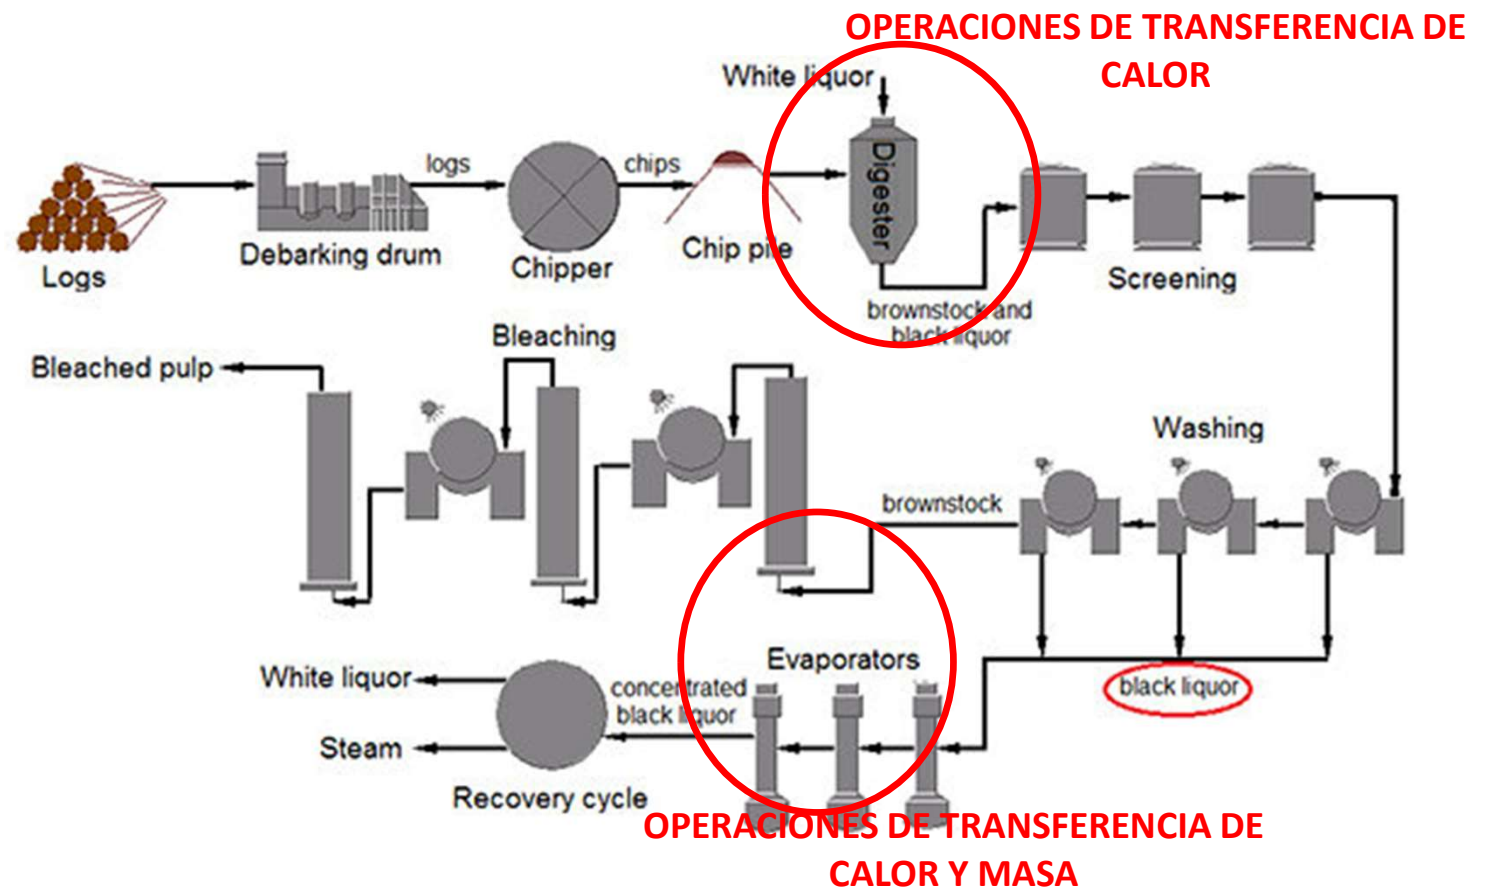 OPERACIONES DE TRANSFERENCIA DE
CALOR
White liquor
Digester
logs
chips
Logs
Debarking drum
Chipper
Chip pile
Screening
brownstock and
black liquor
Bleaching
Bleached pulp
Washing
brownstock
Evaporators
black liquor
White liquor
concentrated
black liquor
Steam
Recovery cycle
OPERACIONES DE TRANSFERENCIA DE
CALOR Y MASA